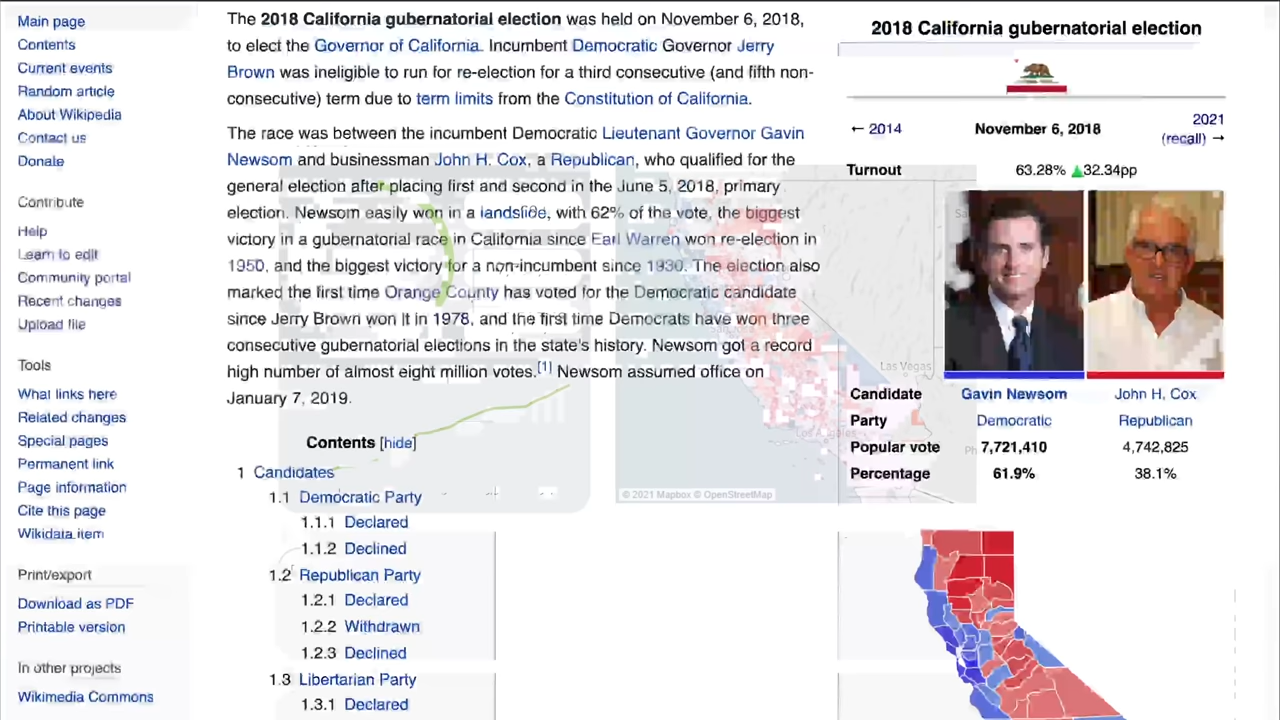 Main page
Contents
Current events
Random article
About Wikipedia
Contact us
Donate
Contribute
Help
Learn to edit
Community portal
Recent changes
Upload file
Tools
What links here
Related changes
Special pages
Permanent link
Page information
Cite this page
Wikidata item
Print/export
Download as PDF
Printable version
In other projects
Wikimedia Commons
The 2018 California gubernatorial election was held on November 6, 2018,
to elect the Governor of California. Incumbent Democratic Governor Jerry
Brown was ineligible to run for re-election for a third consecutive (and fifth non-
consecutive) term due to term limits from the Constitution of California.
The race was between the incumbent Democratic Lieutenant Governor Gavin
Newsom and businessman John H. Cox, a Republican, who qualified for the
general election after placing first and second in the June 5, 2018, primary
election. Newsom easily won in a landslide, with 62% of the vote, the biggest
victory in a gubernatorial race in California since Earl Warren won re-election in
1950, and the biggest victory for a non-incumbent since 1930. The election also
marked the first time Orange County has voted for the Democratic candidate
since Jerry Brown won it in 1978, and the first time Democrats have won three
consecutive gubernatorial elections in the state's history. Newsom got a record
high number of almost eight million votes.[1] Newsom assumed office on
January 7, 2019.
Contents [hide]
1 Candidates
1.1 Democratic Party
1.1.1 Declared
1.1.2 Declined
1.2 Republican Party
1.2.1 Declared
1.2.2 Withdrawn
1.2.3 Declined
1.3 Libertarian Party
1.3.1 Declared
Las Vegas
Los Angeles
© 2021 Mapbox © OpenStreetMap
2018 California gubernatorial election
← 2014 November 6, 2018 2021 (recall) →
Turnout 63.28% ▲32.34pp
Candidate Gavin Newsom John H. Cox
Party Democratic Republican
Popular vote 7,721,410 4,742,825
Percentage 61.9% 38.1%